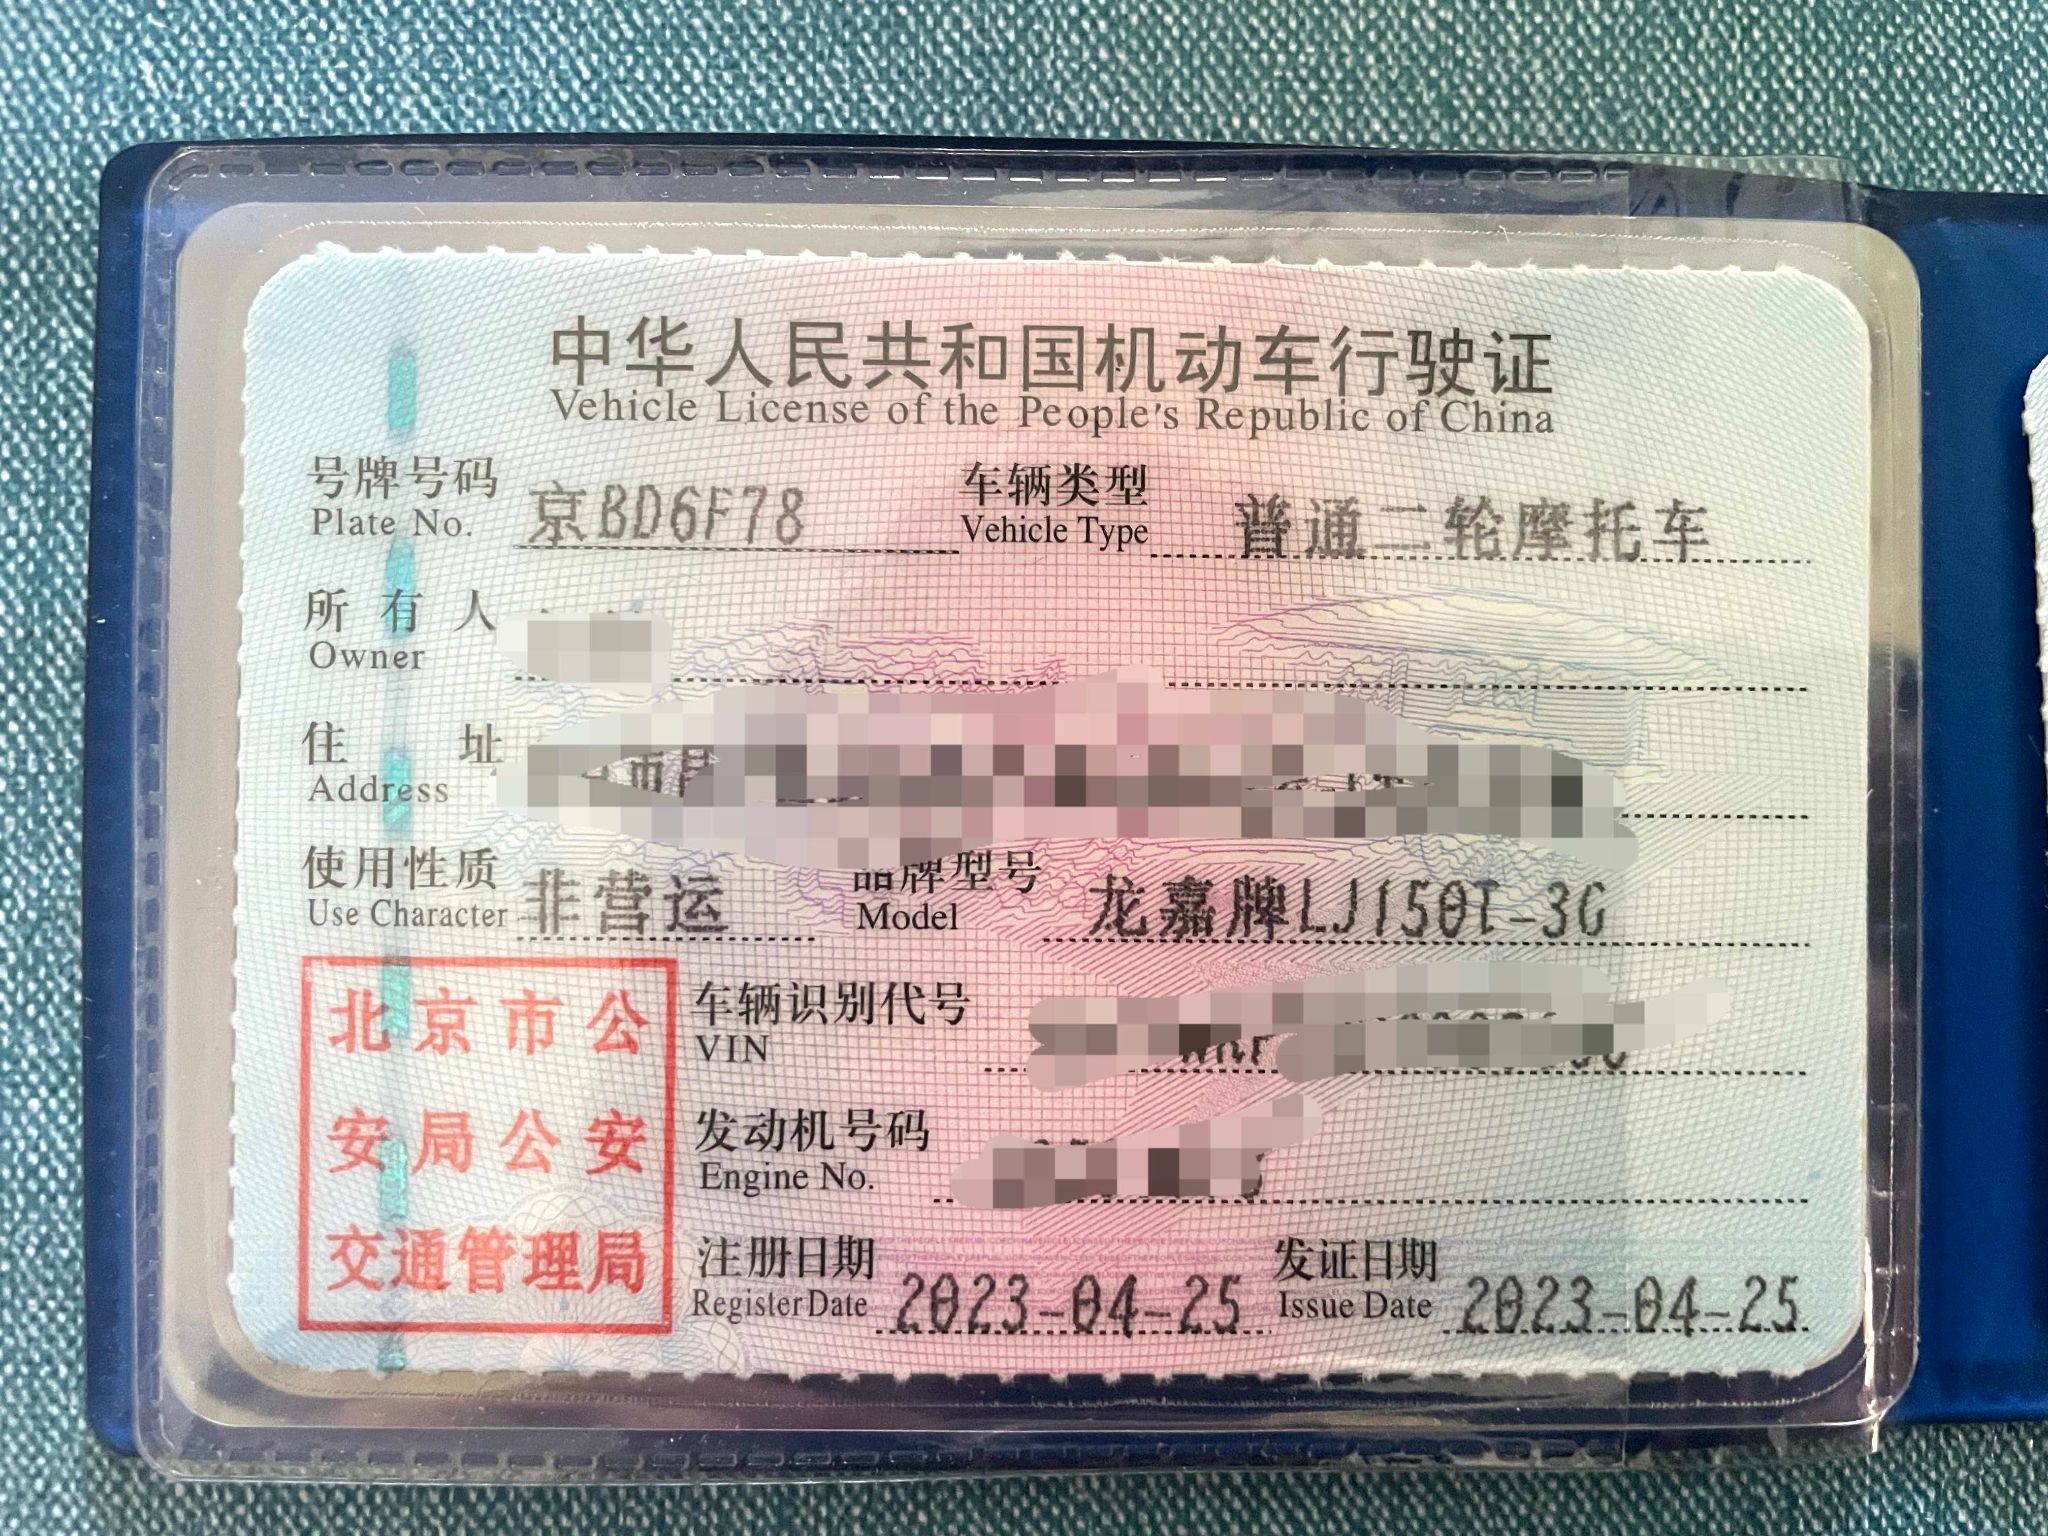 中华人民共和国机动车行驶证
Vehicle License of the People's Republic of China
号牌号码 京BD6F78 车辆类型 普通二轮摩托车
Plate No. Vehicle Type
所有人
Owner
住址
Address
使用性质 非营运 品牌型号 龙嘉牌LJ150T-3C
Use Character Model
北京市公
安局公安
交通管理局
车辆识别代号
VIN
发动机号码
Engine No.
注册日期 2023-04-25 发证日期 2023-04-25
Register Date Issue Date